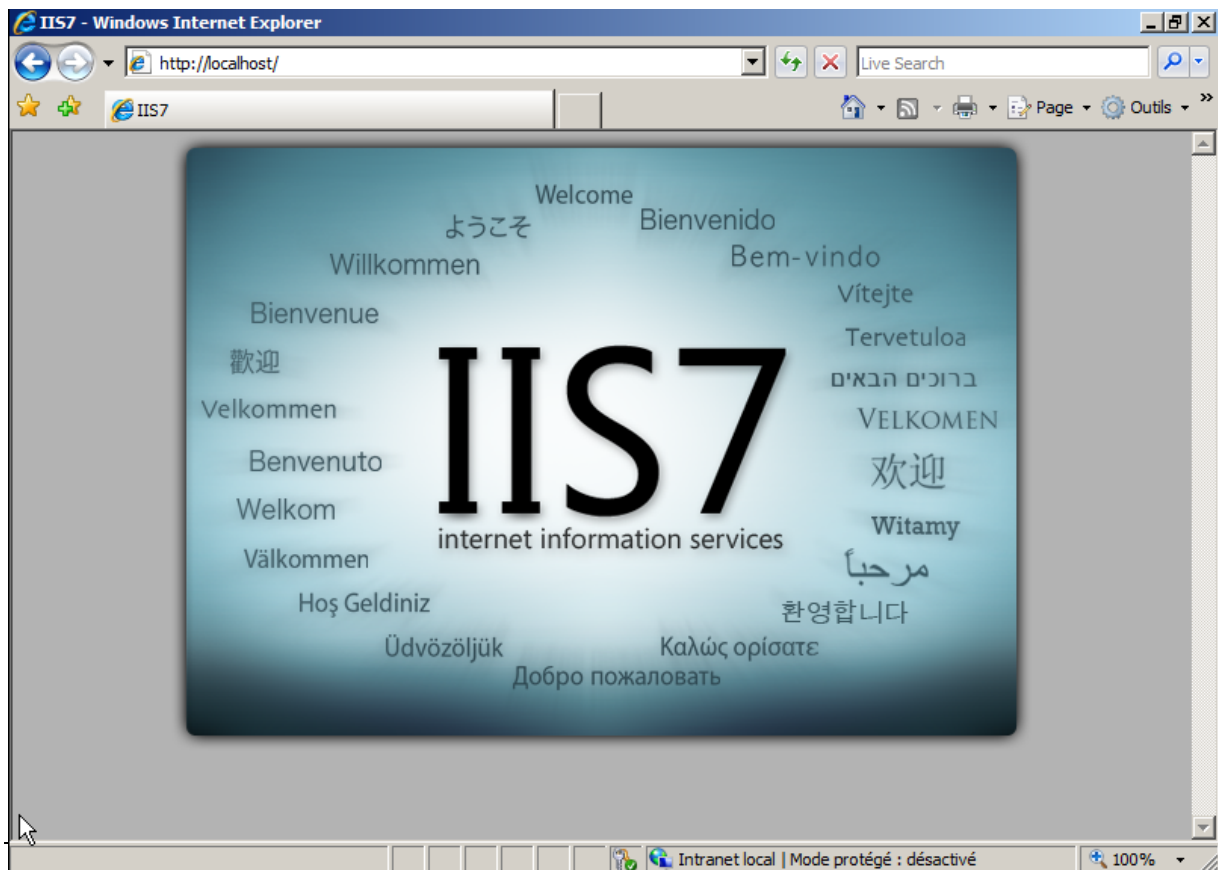 IIS7 - Windows Internet Explorer
http://localhost/
Live Search
IIS7
Page
Outils
Welcome
ようこそ
Bienvenido
Willkommen
Bem-vindo
Bienvenue
Vítejte
歡迎
Tervetuloa
ברוכים הבאים
Velkommen
VELKOMEN
Benvenuto
欢迎
Welkom
Witamy
IIS7
internet information services
Välkommen
مرحباً
Hoş Geldiniz
환영합니다
Üdvözöljük
Καλώς ορίσατε
Добро пожаловать
Intranet local | Mode protégé : désactivé
100%